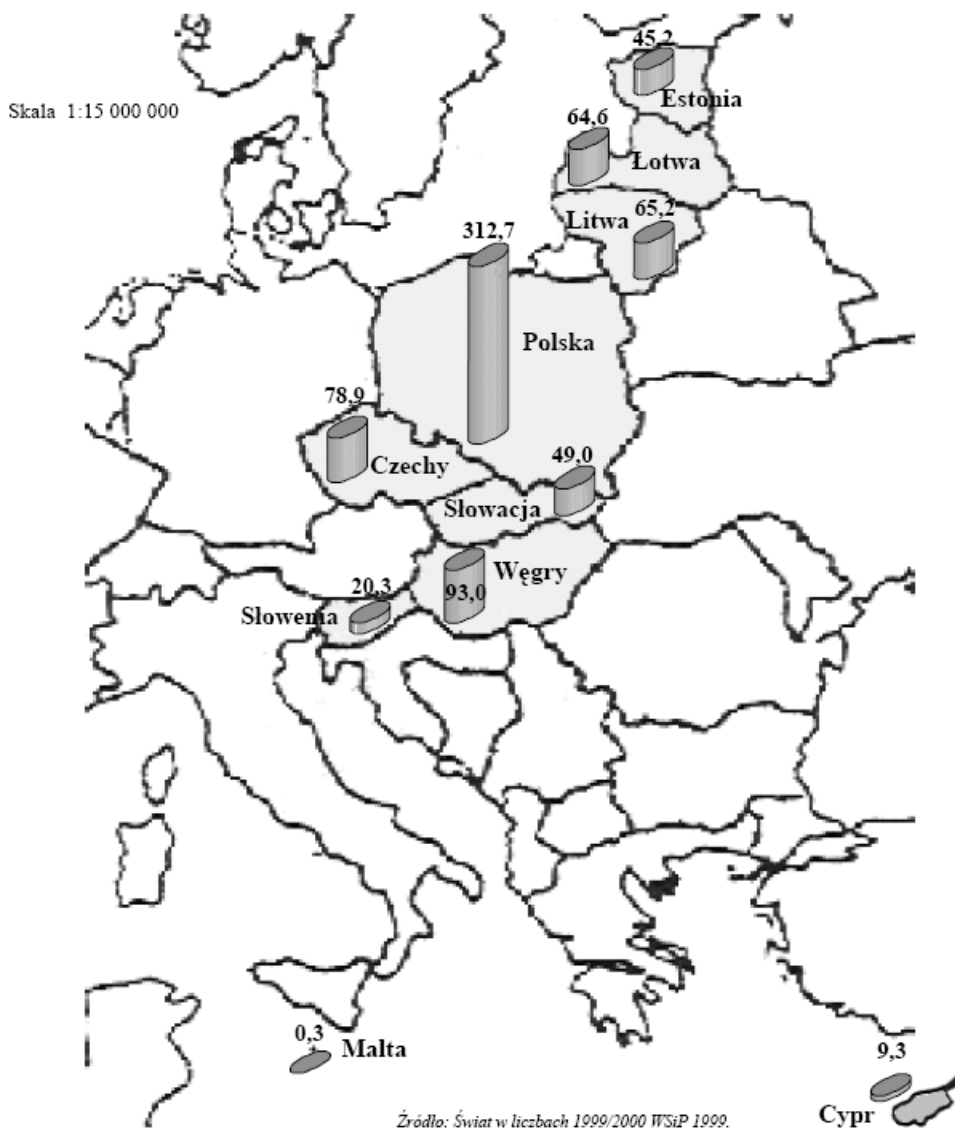 45,2
Estonia
Skala 1:15 000 000
64,6
Łotwa
Litwa
65,2
312,7
Polska
78,9
Czechy
49,0
Słowacja
Węgry
93,0
20,3
Słowenia
0,3
Malta
9,3
Cypr
Źródło: Świat w liczbach 1999/2000 WSiP 1999.